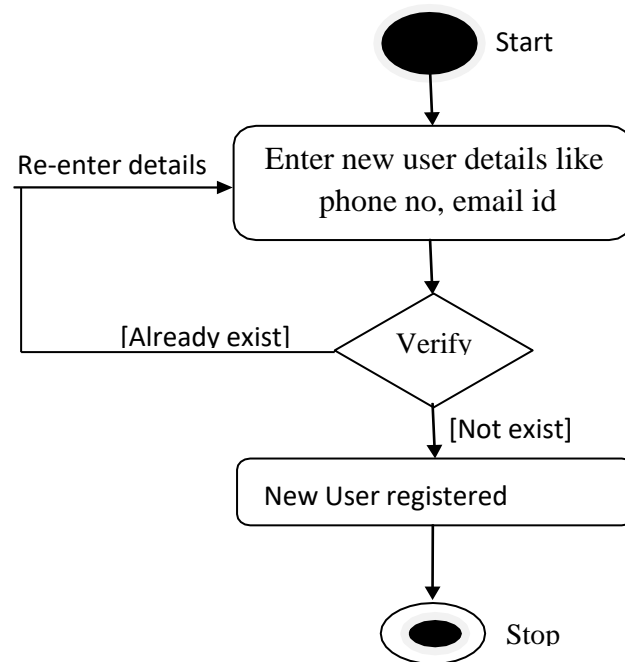 Start
Enter new user details like
phone no, email id
Re-enter details
[Already exist]
Verify
[Not exist]
New User registered
Stop